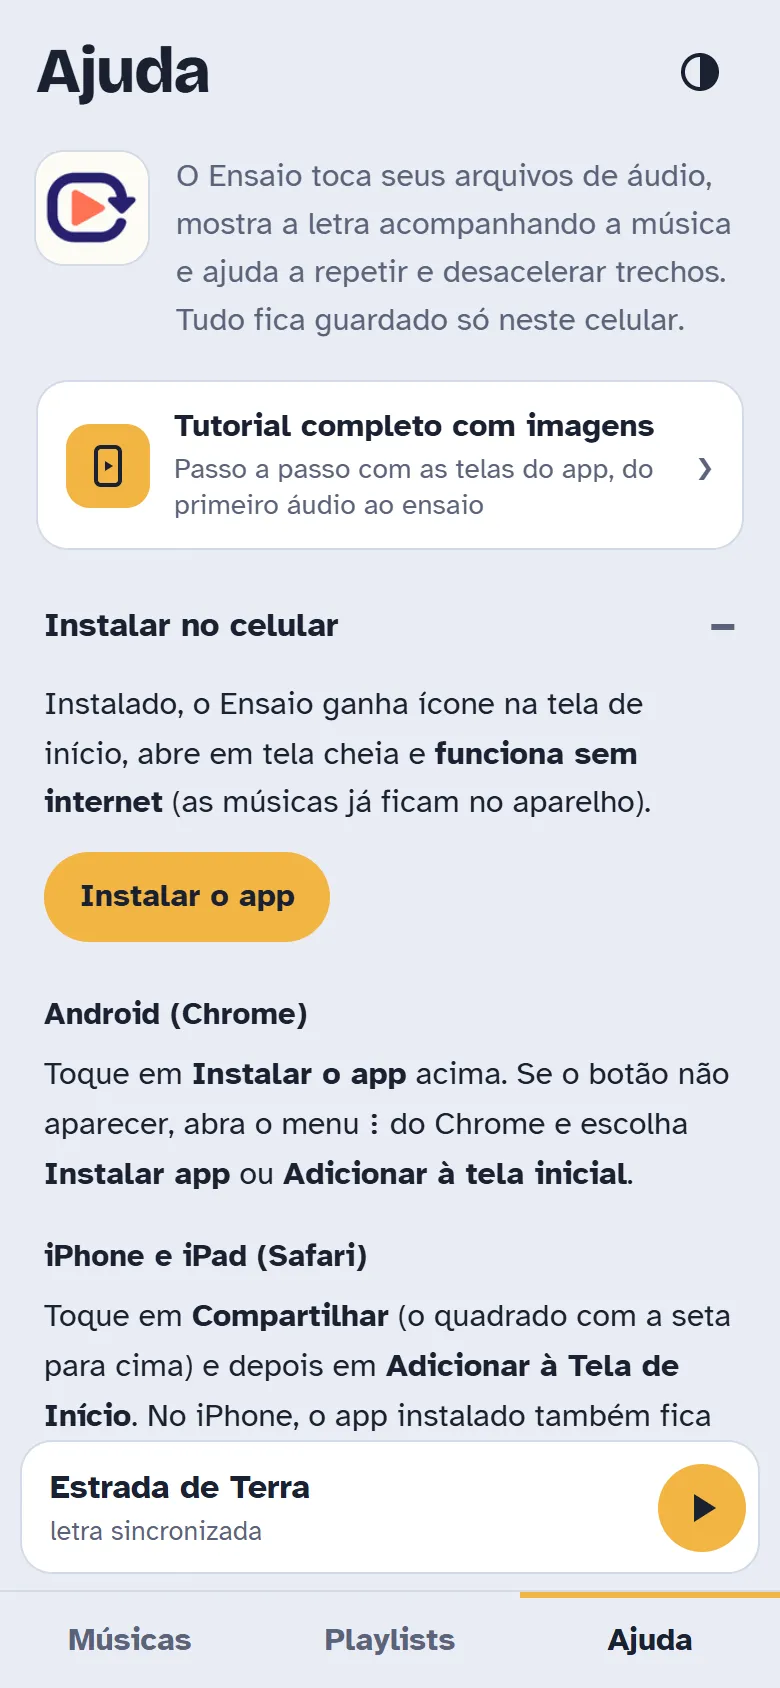 Ajuda
O Ensaio toca seus arquivos de áudio,
mostra a letra acompanhando a música
e ajuda a repetir e desacelerar trechos.
Tudo fica guardado só neste celular.
Tutorial completo com imagens
Passo a passo com as telas do app, do
primeiro áudio ao ensaio
Instalar no celular
Instalado, o Ensaio ganha ícone na tela de
início, abre em tela cheia e funciona sem
internet (as músicas já ficam no aparelho).
Instalar o app
Android (Chrome)
Toque em Instalar o app acima. Se o botão não
aparecer, abra o menu ⋮ do Chrome e escolha
Instalar app ou Adicionar à tela inicial.
iPhone e iPad (Safari)
Toque em Compartilhar (o quadrado com a seta
para cima) e depois em Adicionar à Tela de
Início. No iPhone, o app instalado também fica
Estrada de Terra
letra sincronizada
Músicas
Playlists
Ajuda